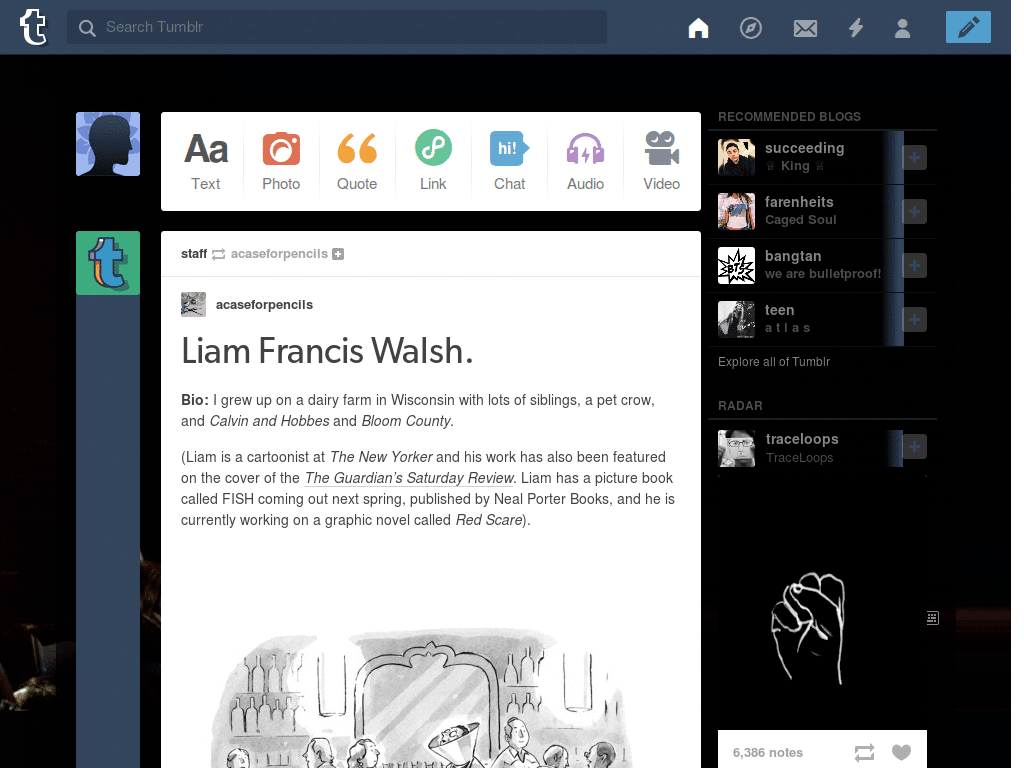 Search Tumblr
Aa
hi!
Text
Photo
Quote
Link
Chat
Audio
Video
staff acaseforpencils
acaseforpencils
Liam Francis Walsh.
Bio: I grew up on a dairy farm in Wisconsin with lots of siblings, a pet crow,
and Calvin and Hobbes and Bloom County.
(Liam is a cartoonist at The New Yorker and his work has also been featured
on the cover of the The Guardian’s Saturday Review. Liam has a picture book
called FISH coming out next spring, published by Neal Porter Books, and he is
currently working on a graphic novel called Red Scare).
RECOMMENDED BLOGS
succeeding
♕ King ♕
farenheits
Caged Soul
BTS
bangtan
we are bulletproof!
teen
a t l a s
Explore all of Tumblr
RADAR
traceloops
TraceLoops
6,386 notes